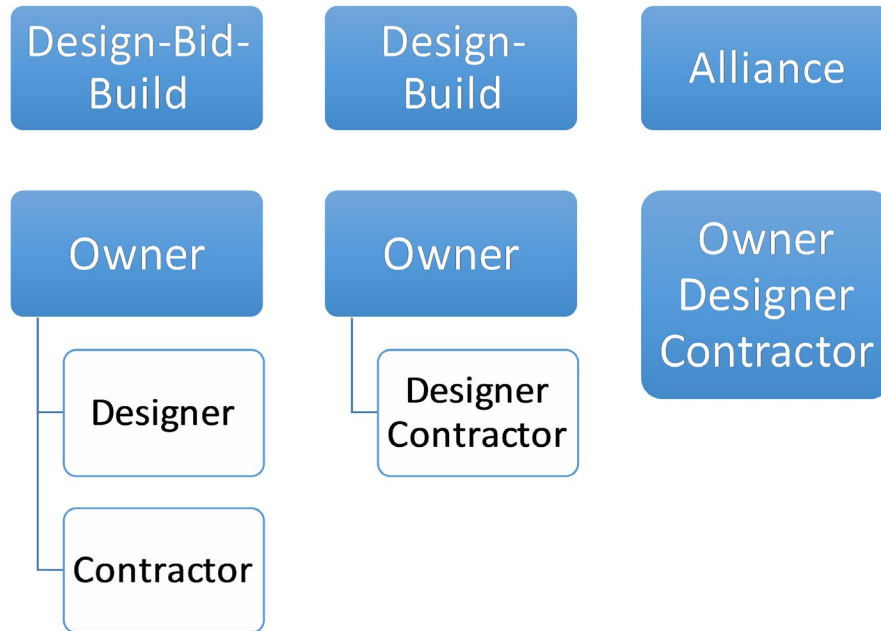 Design-Bid-
Build
Design-
Build
Alliance
Owner
Designer
Contractor
Owner
Designer
Contractor
Owner
Designer
Contractor